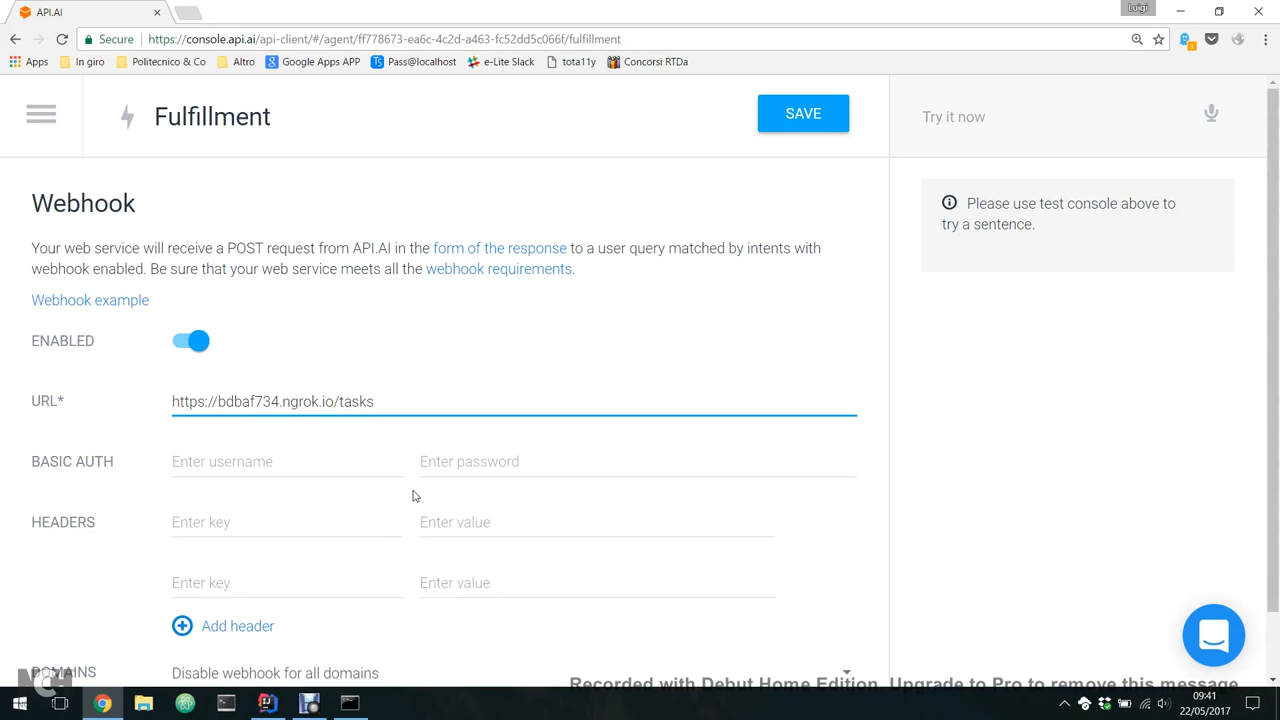 API.AI
Luigi
Secure https://console.api.ai/api-client/#/agent/ff778673-ea6c-4c2d-a463-fc52dd5c066f/fulfillment
3
Apps In giro Politecnico & Co Altro Google Apps APP Pass@localhost e-Lite Slack tota11y Concorsi RTDa
Fulfillment
SAVE
Try it now
Please use test console above to
try a sentence.
Webhook
Your web service will receive a POST request from API.AI in the form of the response to a user query matched by intents with
webhook enabled. Be sure that your web service meets all the webhook requirements.
Webhook example
ENABLED
URL* https://bdbaf734.ngrok.io/tasks
BASIC AUTH Enter username Enter password
HEADERS Enter key Enter value
Enter key Enter value
Add header
DOMAINS Disable webhook for all domains
NCH
Recorded with Debut Home Edition. Upgrade to Pro to remove this message
09:41
22/05/2017